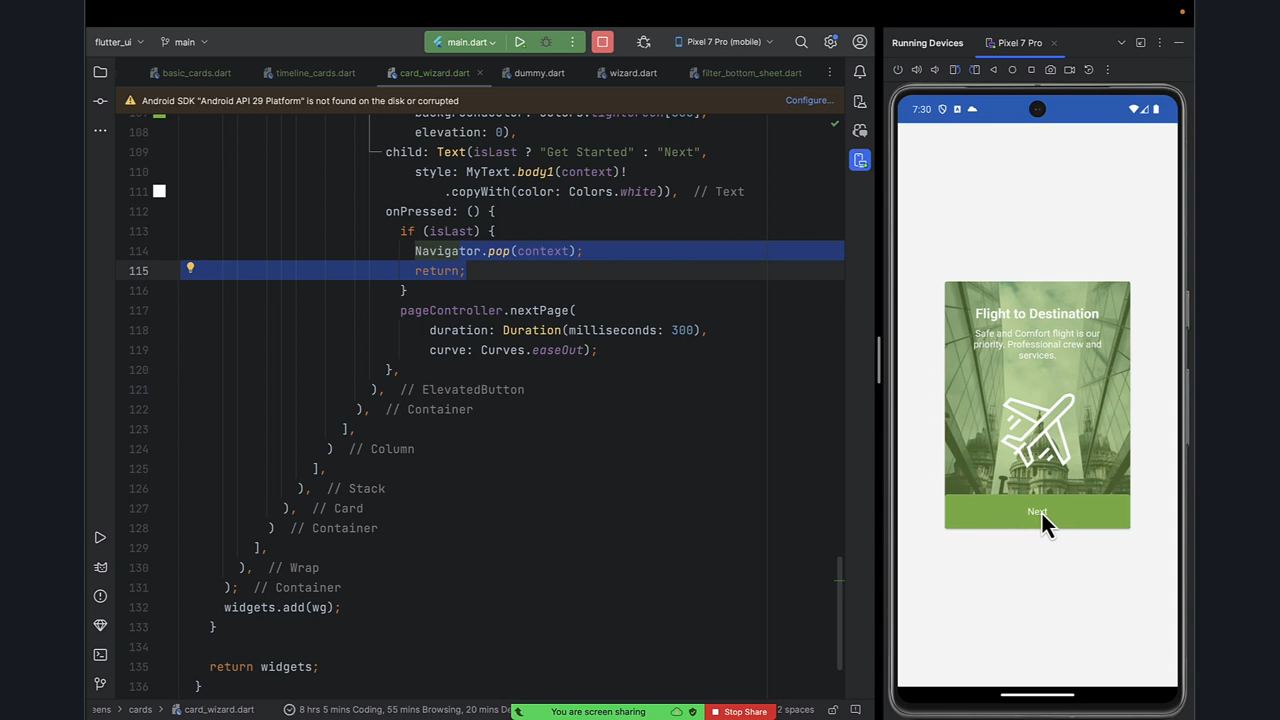 flutter_ui
main
main.dart
Pixel 7 Pro (mobile)
Running Devices
Pixel 7 Pro
basic_cards.dart
timeline_cards.dart
card_wizard.dart
dummy.dart
wizard.dart
filter_bottom_sheet.dart
Android SDK "Android API 29 Platform" is not found on the disk or corrupted
Configure...
7:30
108 elevation: 0),
109 child: Text(isLast ? "Get Started" : "Next",
110 style: MyText.body1(context)!
111 .copyWith(color: Colors.white)), // Text
112 onPressed: () {
113 if (isLast) {
114 Navigator.pop(context);
115 return;
116 }
117 pageController.nextPage(
118 duration: Duration(milliseconds: 300),
119 curve: Curves.easeOut);
120 },
121 ), // ElevatedButton
122 ), // Container
123 ],
124 ) // Column
125 ],
126 ), // Stack
127 ), // Card
128 ) // Container
129 ],
130 ), // Wrap
131 ); // Container
132 widgets.add(wg);
133 }
134
135 return widgets;
136 }
Flight to Destination
Safe and Comfort flight is our
priority. Professional crew and
services.
Next
eens
cards
card_wizard.dart
8 hrs 5 mins Coding, 55 mins Browsing, 20 mins
You are screen sharing
Stop Share
2 spaces